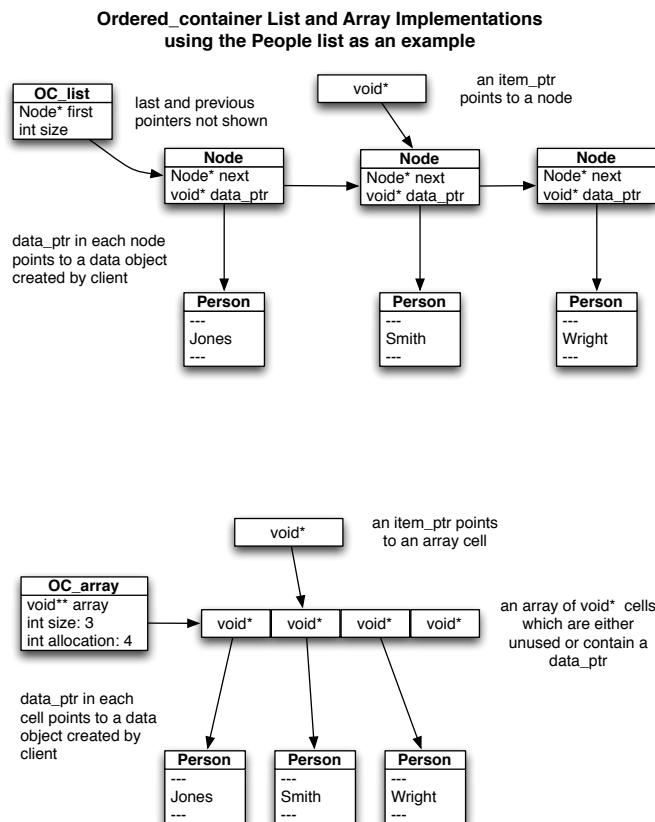 Ordered_container List and Array Implementations
using the People list as an example
OC_list
Node* first
int size
last and previous
pointers not shown
void*
an item_ptr
points to a node
Node
Node* next
void* data_ptr
Node
Node* next
void* data_ptr
Node
Node* next
void* data_ptr
data_ptr in each node
points to a data object
created by client
Person
---
Jones
---
Person
---
Smith
---
Person
---
Wright
---
void*
an item_ptr points
to an array cell
OC_array
void** array
int size: 3
int allocation: 4
void*
void*
void*
void*
an array of void* cells
which are either
unused or contain a
data_ptr
data_ptr in each
cell points to a data
object created by
client
Person
---
Jones
---
Person
---
Smith
---
Person
---
Wright
---